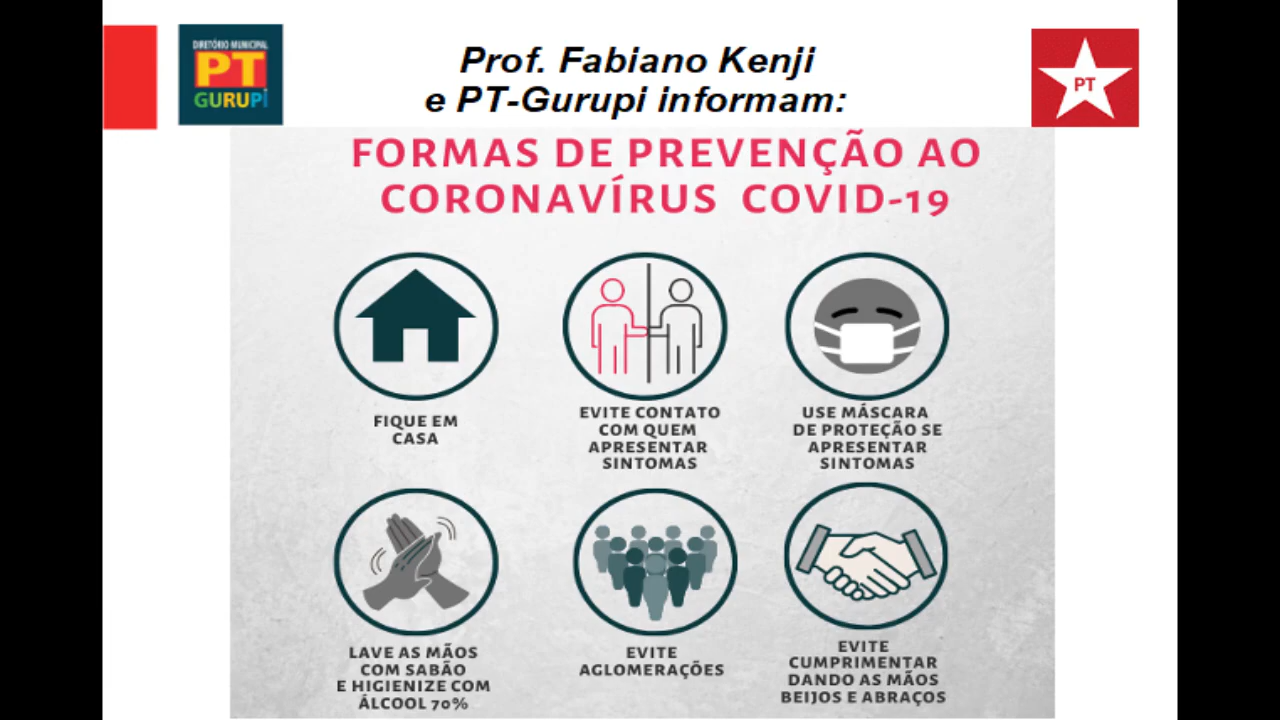 DIRETÓRIO MUNICIPAL
PT
GURUPI
Prof. Fabiano Kenji
e PT-Gurupi informam:
PT
FORMAS DE PREVENÇÃO AO
CORONAVÍRUS COVID-19
FIQUE EM
CASA
EVITE CONTATO
COM QUEM
APRESENTAR
SINTOMAS
USE MÁSCARA
DE PROTEÇÃO SE
APRESENTAR
SINTOMAS
LAVE AS MÃOS
COM SABÃO
E HIGIENIZE COM
ÁLCOOL 70%
EVITE
AGLOMERAÇÕES
EVITE
CUMPRIMENTAR
DANDO AS MÃOS
BEIJOS E ABRAÇOS